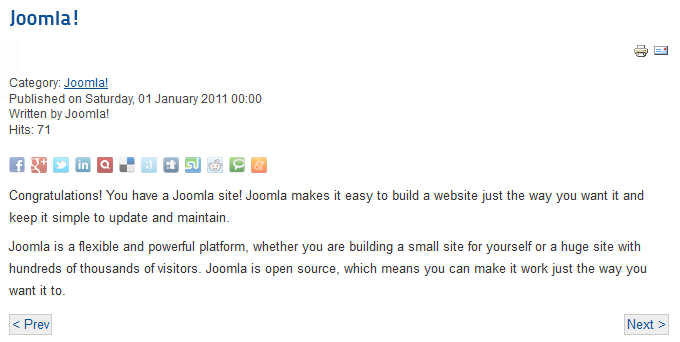 Joomla!
Category: Joomla!
Published on Saturday, 01 January 2011 00:00
Written by Joomla!
Hits: 71
Congratulations! You have a Joomla site! Joomla makes it easy to build a website just the way you want it and
keep it simple to update and maintain.
Joomla is a flexible and powerful platform, whether you are building a small site for yourself or a huge site with
hundreds of thousands of visitors. Joomla is open source, which means you can make it work just the way you
want it to.
< Prev
Next >